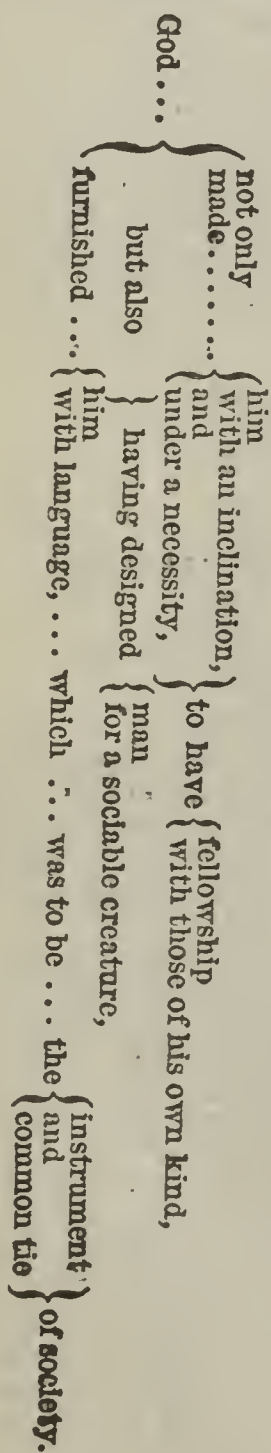 God...
not only
made.......
him
with an inclination,
and
under a necessity,
to have
fellowship
with those of his own kind,
but also
having designed
man
for a sociable creature,
furnished ...
him
with language, ... which ... was to be ... the
instrument
and
common tie
of society.